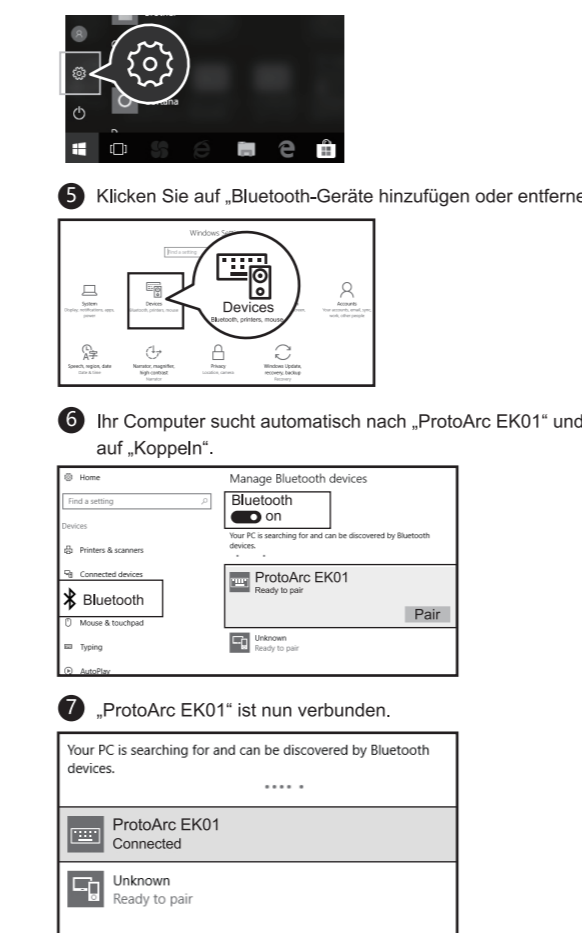 5 Klicken Sie auf „Bluetooth-Geräte hinzufügen oder entferne
Windows
Find a setting
Devices
Bluetooth, printers, mouse
System
Display, notifications, apps,
power
Devices
Bluetooth, printers, mouse
Accounts
Your accounts, email, sync,
work, other people
Speech, region, date
Narrator, magnifier,
high contrast
Narrator
Privacy
Location, camera
Windows Update,
recovery, backup
Recovery
6 Ihr Computer sucht automatisch nach „ProtoArc EK01“ und
auf „Koppeln“.
Home
Find a setting
Devices
Printers & scanners
Connected devices
Bluetooth
Mouse & touchpad
Typing
AutoPlay
Manage Bluetooth devices
Bluetooth
on
Your PC is searching for and can be discovered by Bluetooth
devices.
ProtoArc EK01
Ready to pair
Pair
Unknown
Ready to pair
7 „ProtoArc EK01“ ist nun verbunden.
Your PC is searching for and can be discovered by Bluetooth
devices.
ProtoArc EK01
Connected
Unknown
Ready to pair